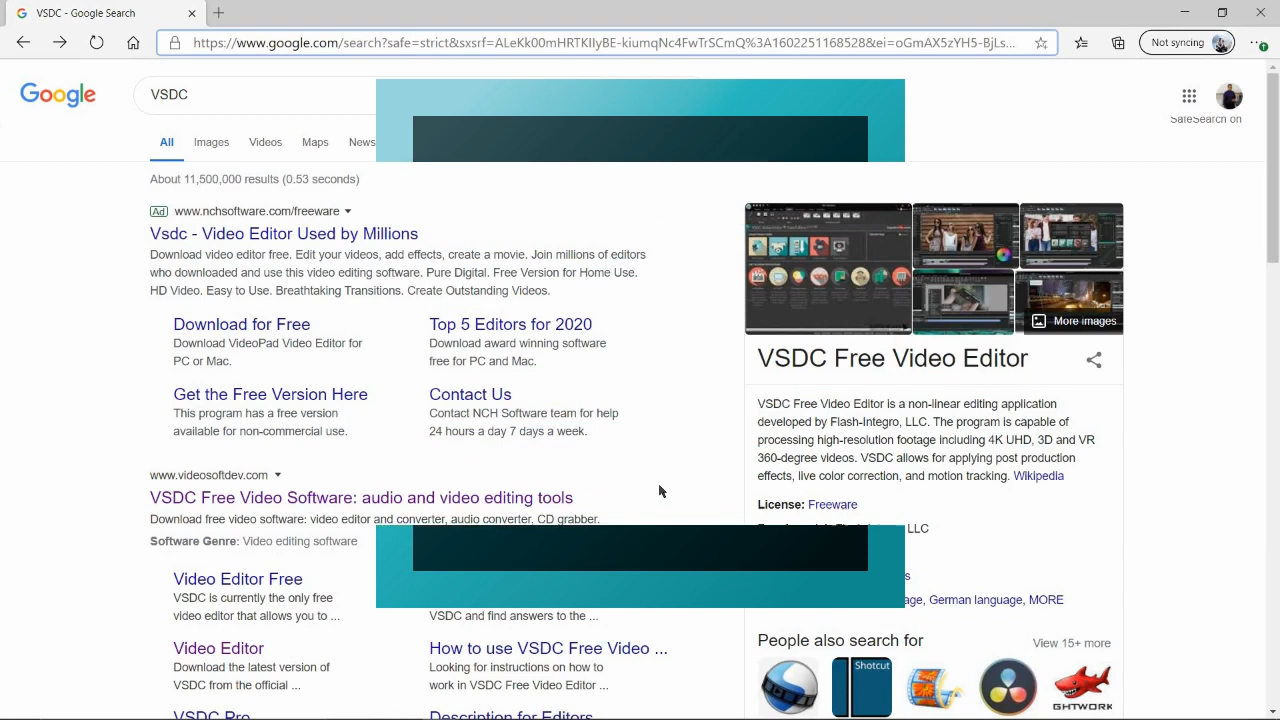 VSDC - Google Search
https://www.google.com/search?safe=strict&sxsrf=ALeKk00mHRTKIIyBE-kiumqNc4FwTrSCmQ%3A1602251168528&ei=oGmAX5zYH5-BjLs...
Not syncing
Google
VSDC
SafeSearch on
All Images Videos Maps News
About 11,500,000 results (0.53 seconds)
Ad www.nchsoftware.com/freeware
Vsdc - Video Editor Used by Millions
Download video editor free. Edit your videos, add effects, create a movie. Join millions of editors
who downloaded and use this video editing software. Pure Digital. Free Version for Home Use.
HD Video. Easy to Use. Breathtaking Transitions. Create Outstanding Videos.
Download for Free
Download VideoPad Video Editor for
PC or Mac.
Top 5 Editors for 2020
Download award winning software
free for PC and Mac.
Get the Free Version Here
This program has a free version
available for non-commercial use.
Contact Us
Contact NCH Software team for help
24 hours a day 7 days a week.
www.videosoftdev.com
VSDC Free Video Software: audio and video editing tools
Download free video software: video editor and converter, audio converter, CD grabber.
Software Genre: Video editing software
Video Editor Free
VSDC is currently the only free
video editor that allows you to ...
VSDC and find answers to the ...
Video Editor
Download the latest version of
VSDC from the official ...
How to use VSDC Free Video ...
Looking for instructions on how to
work in VSDC Free Video Editor ...
VSDC Pro
Description for Editors
More images
VSDC Free Video Editor
VSDC Free Video Editor is a non-linear editing application
developed by Flash-Integro, LLC. The program is capable of
processing high-resolution footage including 4K UHD, 3D and VR
360-degree videos. VSDC allows for applying post production
effects, live color correction, and motion tracking. Wikipedia
License: Freeware
LLC
s
age, German language, MORE
People also search for
View 15+ more
Shotcut
GHTWORK